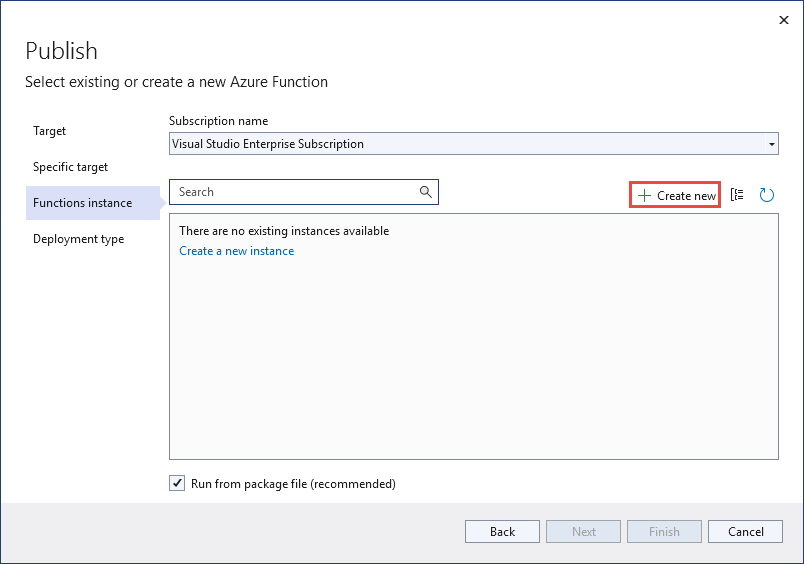 Publish
Select existing or create a new Azure Function
Target
Specific target
Functions instance
Deployment type
Subscription name
Visual Studio Enterprise Subscription
Search
Create new
There are no existing instances available
Create a new instance
Run from package file (recommended)
Back
Next
Finish
Cancel